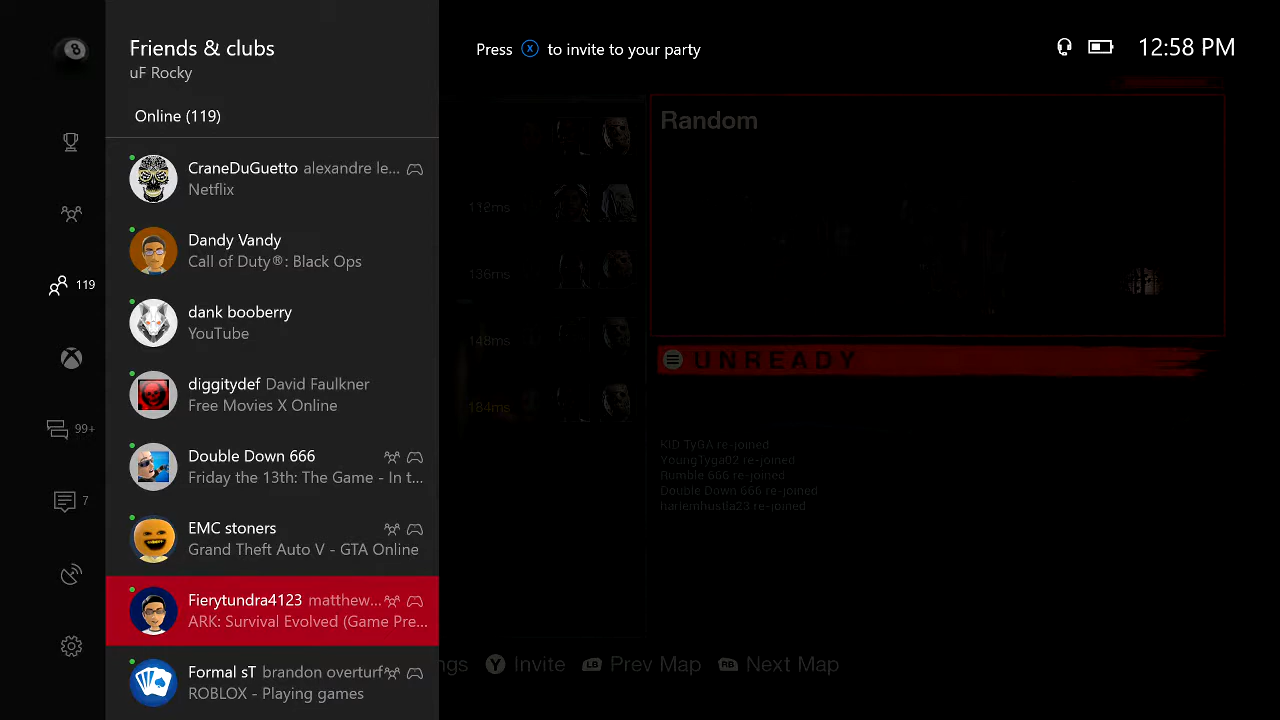 Friends & clubs
uF Rocky
Press X to invite to your party
12:58 PM
8
Online (119)
CraneDuGuetto alexandre le...
Netflix
Dandy Vandy
Call of Duty®: Black Ops
119
dank booberry
YouTube
diggitydef David Faulkner
Free Movies X Online
99+
Double Down 666
Friday the 13th: The Game - In t...
7
EMC stoners
Grand Theft Auto V - GTA Online
Fierytundra4123 matthew...
ARK: Survival Evolved (Game Pre...
Formal sT brandon overturf
ROBLOX - Playing games
112ms
136ms
148ms
184ms
Random
UNREADY
KID TyGA re-joined
YoungTyga02 re-joined
Rumble 666 re-joined
Double Down 666 re-joined
harlemhustla23 re-joined
ngs Y Invite LB Prev Map RB Next Map